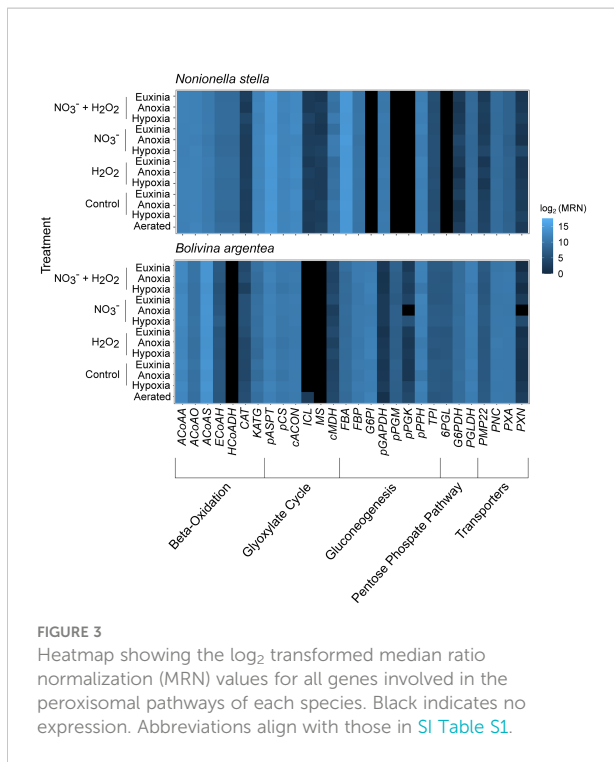 Nonionella stella
Treatment
NO₃⁻ + H₂O₂
Euxinia
Anoxia
Hypoxia
NO₃⁻
Euxinia
Anoxia
Hypoxia
H₂O₂
Euxinia
Anoxia
Hypoxia
Control
Euxinia
Anoxia
Hypoxia
Aerated
log₂ (MRN)
15
10
5
0
Bolivina argentea
NO₃⁻ + H₂O₂
Euxinia
Anoxia
Hypoxia
NO₃⁻
Euxinia
Anoxia
Hypoxia
H₂O₂
Euxinia
Anoxia
Hypoxia
Control
Euxinia
Anoxia
Hypoxia
Aerated
ACoAA
ACoAO
ACoAS
ECoAH
HCoADH
CAT
KATG
pASPT
pCS
cACON
ICL
MS
cMDH
FBA
FBP
G6PI
pGAPDH
pPGM
pPGK
pPPH
TPI
6PGL
G6PDH
PGLDH
PMP22
PNC
PXA
PXN
Beta-Oxidation
Glyoxylate Cycle
Gluconeogenesis
Pentose Phospate Pathway
Transporters
FIGURE 3
Heatmap showing the log₂ transformed median ratio
normalization (MRN) values for all genes involved in the
peroxisomal pathways of each species. Black indicates no
expression. Abbreviations align with those in SI Table S1.